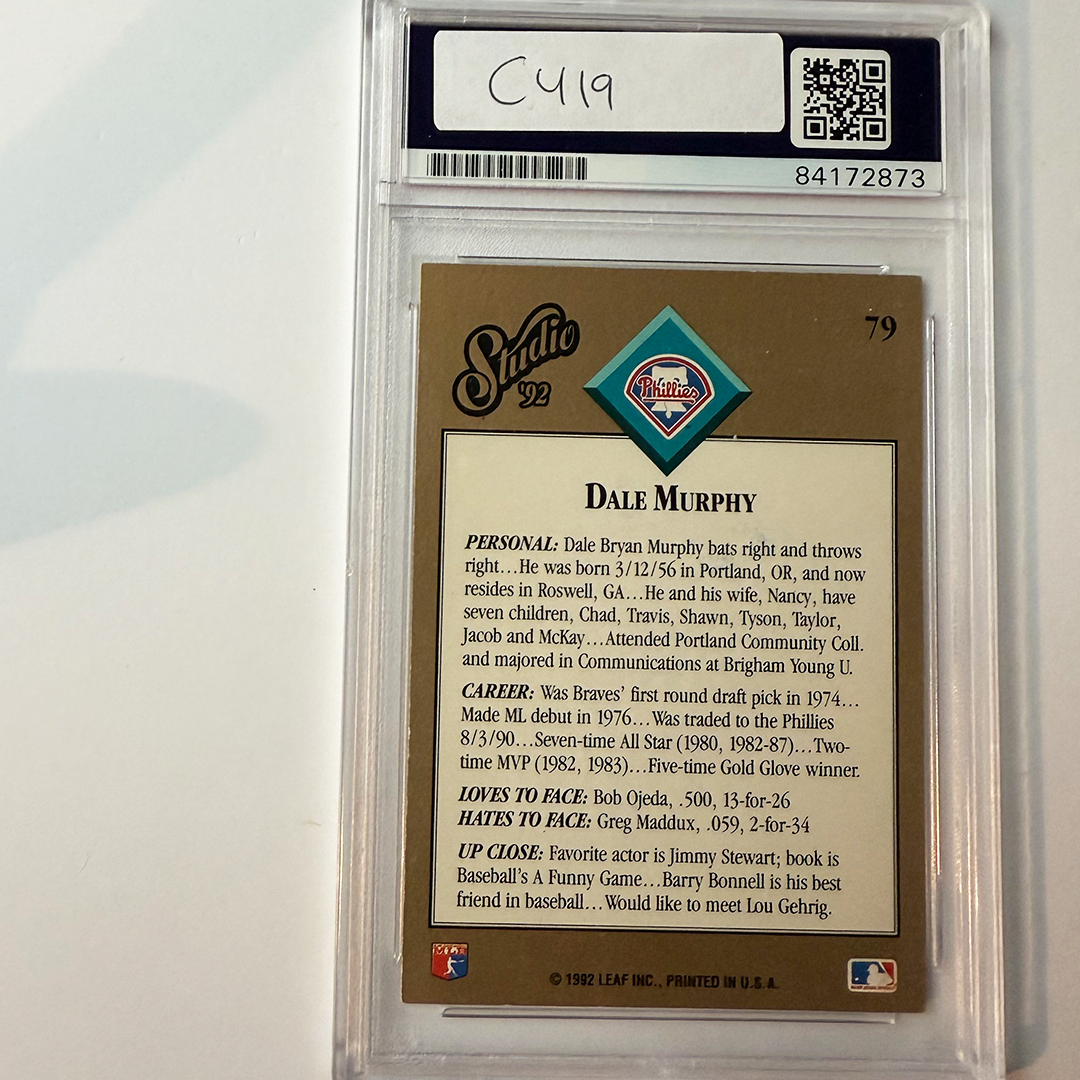 C419
84172873
Studio
'92
79
Phillies
DALE MURPHY
PERSONAL: Dale Bryan Murphy bats right and throws
right...He was born 3/12/56 in Portland, OR, and now
resides in Roswell, GA...He and his wife, Nancy, have
seven children, Chad, Travis, Shawn, Tyson, Taylor,
Jacob and McKay...Attended Portland Community Coll.
and majored in Communications at Brigham Young U.
CAREER: Was Braves' first round draft pick in 1974...
Made ML debut in 1976...Was traded to the Phillies
8/3/90...Seven-time All Star (1980, 1982-87)...Two-
time MVP (1982, 1983)...Five-time Gold Glove winner.
LOVES TO FACE: Bob Ojeda, .500, 13-for-26
HATES TO FACE: Greg Maddux, .059, 2-for-34
UP CLOSE: Favorite actor is Jimmy Stewart; book is
Baseball's A Funny Game...Barry Bonnell is his best
friend in baseball...Would like to meet Lou Gehrig.
© 1992 LEAF INC., PRINTED IN U.S.A.